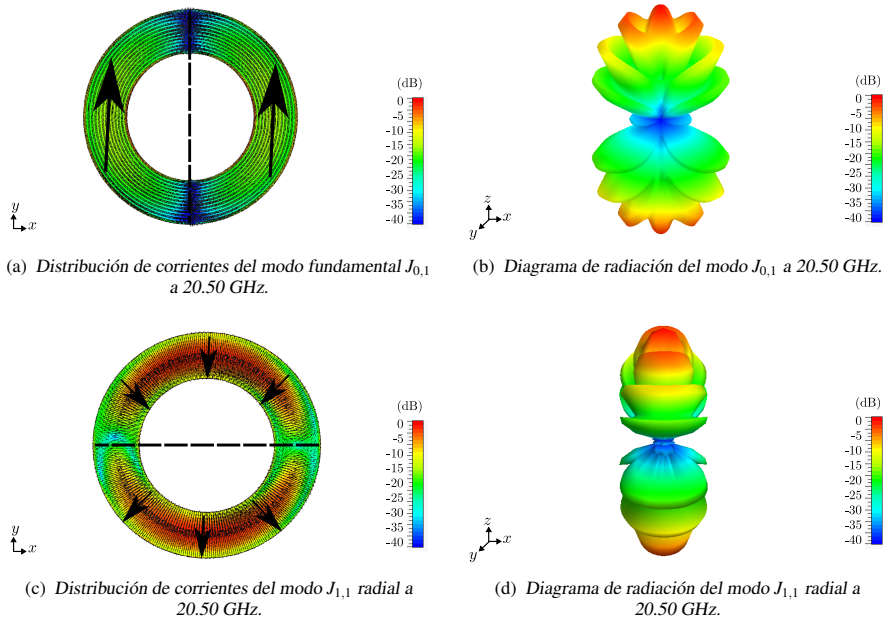 (dB)
0
-5
-10
-15
-20
-25
-30
-35
-40
y
x
(dB)
0
-5
-10
-15
-20
-25
-30
-35
-40
z
y
x
(a) Distribución de corrientes del modo fundamental J0,1
a 20.50 GHz.
(b) Diagrama de radiación del modo J0,1 a 20.50 GHz.
(dB)
0
-5
-10
-15
-20
-25
-30
-35
-40
y
x
(dB)
0
-5
-10
-15
-20
-25
-30
-35
-40
z
y
x
(c) Distribución de corrientes del modo J1,1 radial a
20.50 GHz.
(d) Diagrama de radiación del modo J1,1 radial a
20.50 GHz.